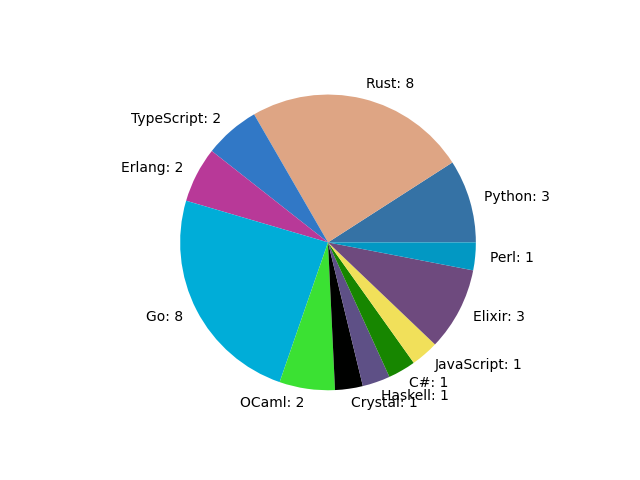 Rust: 8
TypeScript: 2
Erlang: 2
Python: 3
Perl: 1
Go: 8
Elixir: 3
JavaScript: 1
C#: 1
Haskell: 1
OCaml: 2
Crystal: 1